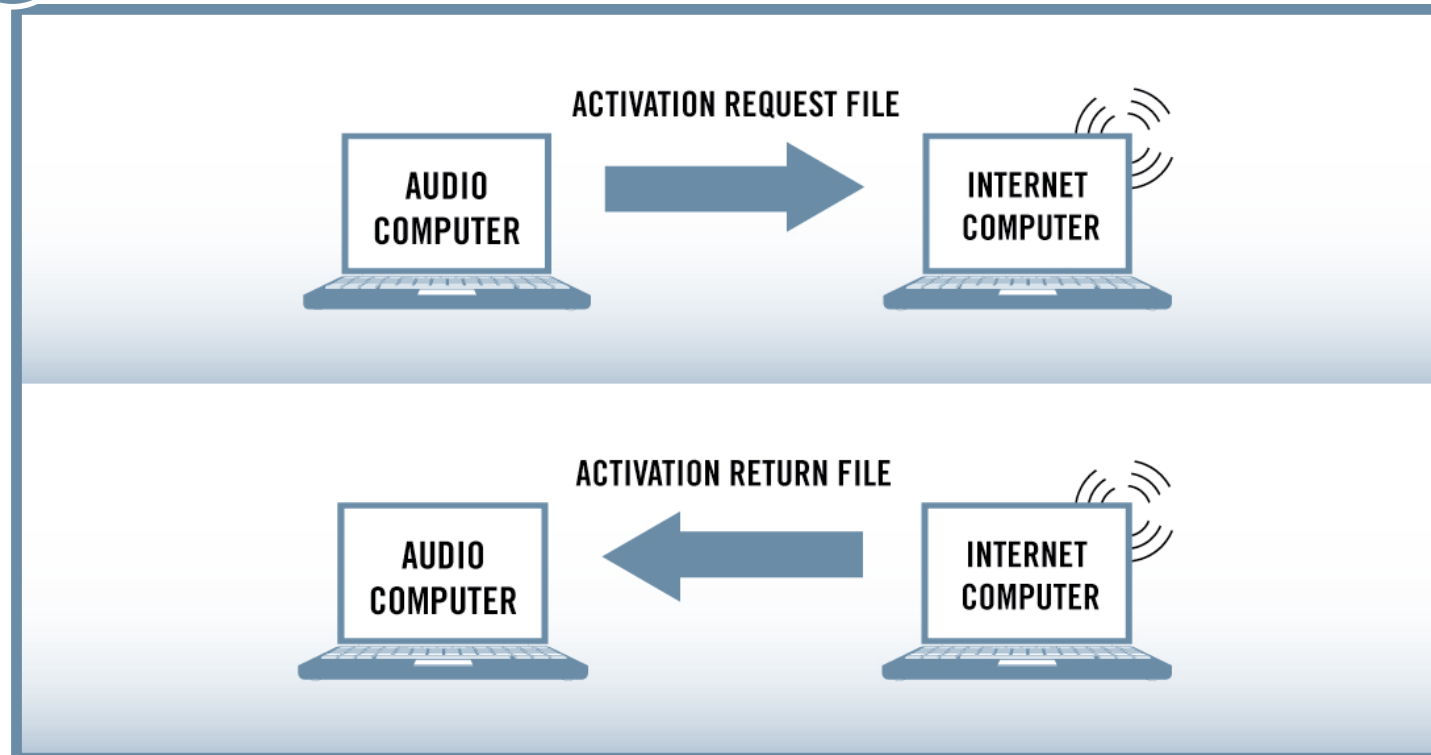 ACTIVATION REQUEST FILE
AUDIO
COMPUTER
INTERNET
COMPUTER
ACTIVATION RETURN FILE
AUDIO
COMPUTER
INTERNET
COMPUTER